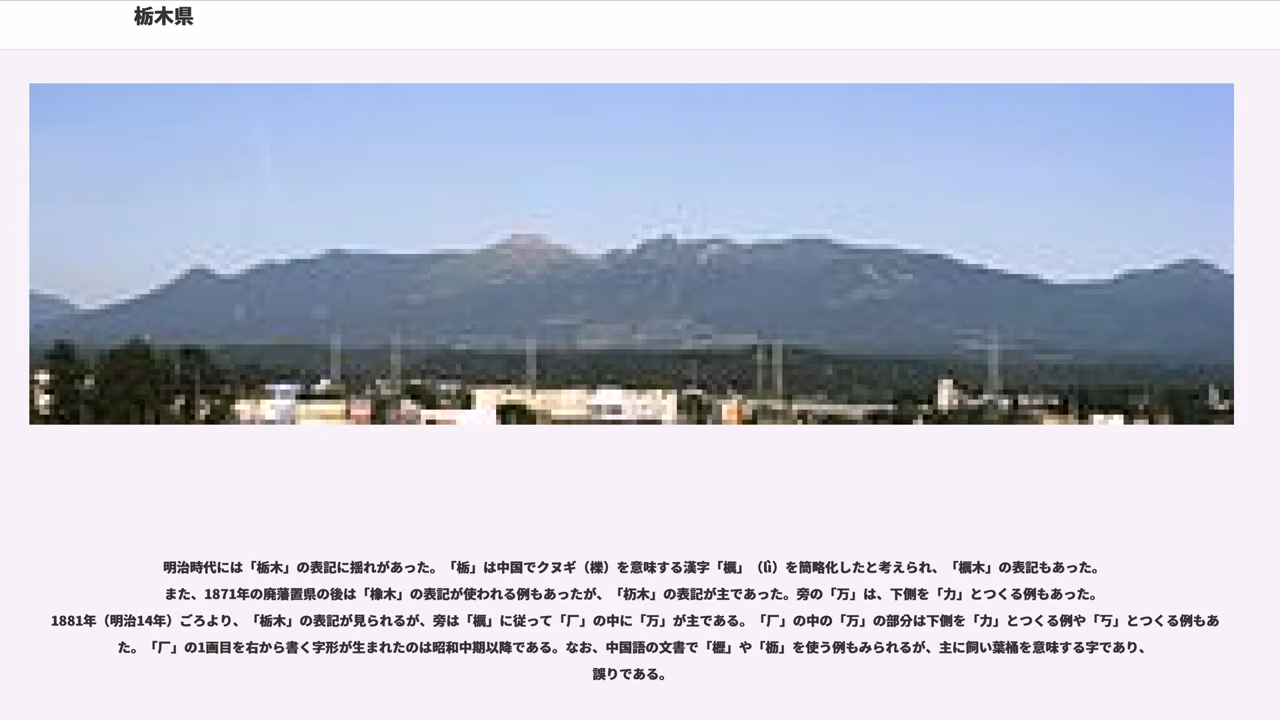 栃木県
明治時代には「栃木」の表記に揺れがあった。「栃」は中国でクヌギ（櫟）を意味する漢字「欐」（lì）を簡略化したと考えられ、「欐木」の表記もあった。
また、1871年の廃藩置県の後は「橡木」の表記が使われる例もあったが、「杤木」の表記が主であった。旁の「万」は、下側を「力」とつくる例もあった。
1881年（明治14年）ごろより、「栃木」の表記が見られるが、旁は「欐」に従って「厂」の中に「万」が主である。「厂」の中の「万」の部分は下側を「力」とつくる例や「丂」とつくる例もあ
た。「厂」の1画目を右から書く字形が生まれたのは昭和中期以降である。なお、中国語の文書で「櫪」や「枥」を使う例もみられるが、主に飼い葉桶を意味する字であり、
誤りである。